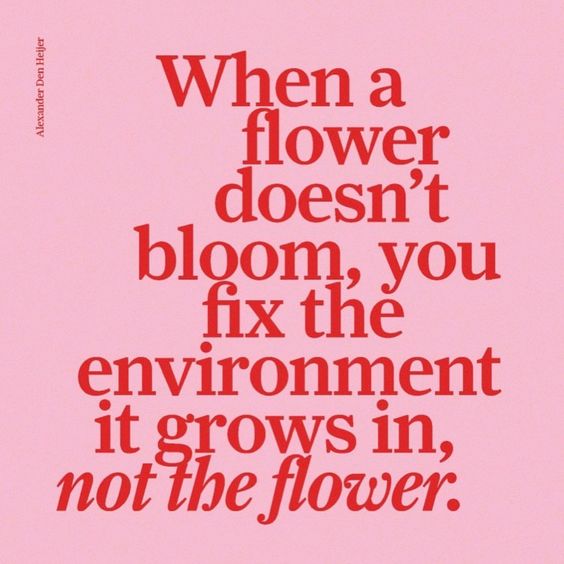 Alexander Den Heijer
When a
flower
doesn’t
bloom, you
fix the
environment
it grows in,
not the flower.